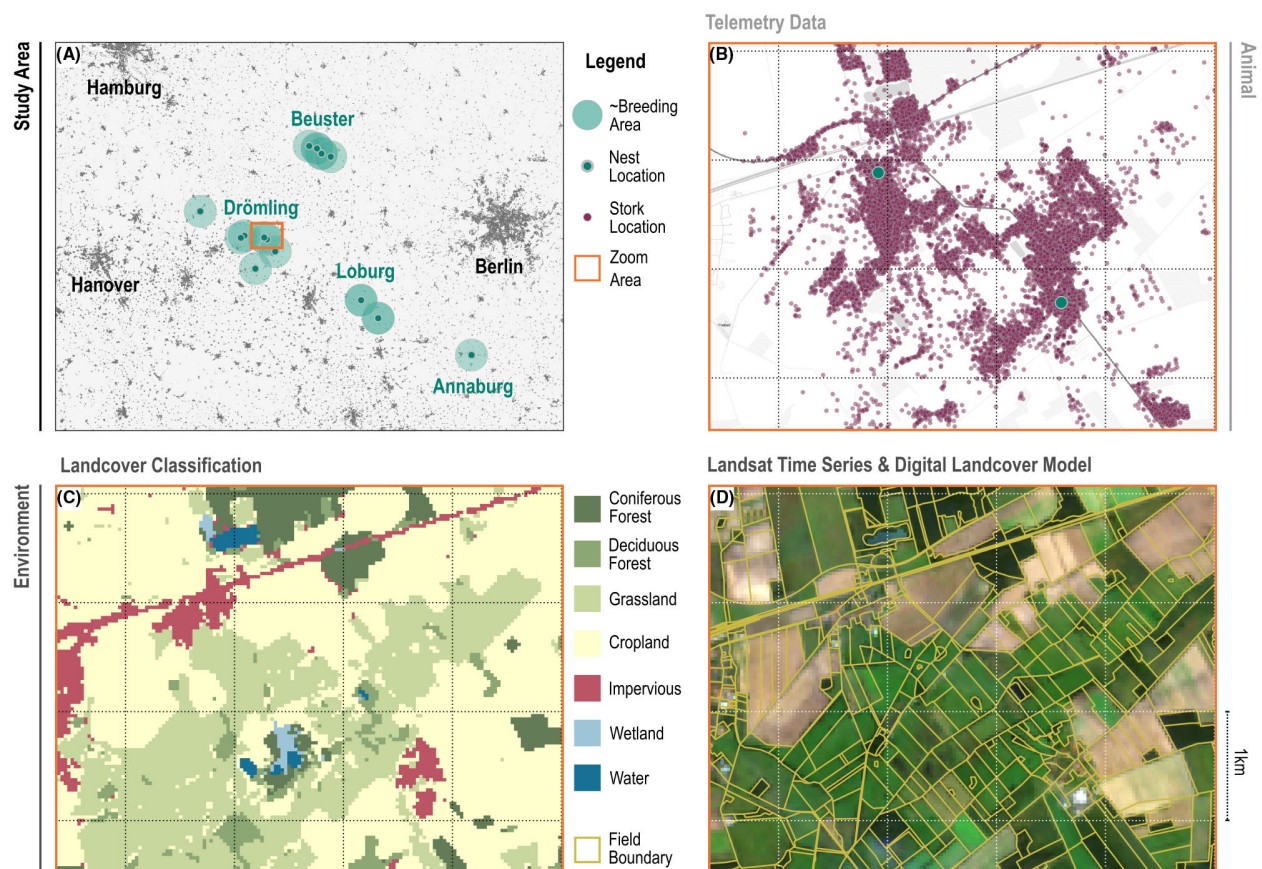 Telemetry Data
Study Area
(A)
Hamburg
Beuster
Drömling
Hanover
Berlin
Loburg
Annaburg
Legend
~Breeding
Area
Nest
Location
Stork
Location
Zoom
Area
(B)
Animal
Landcover Classification
Environment
(C)
Coniferous
Forest
Deciduous
Forest
Grassland
Cropland
Impervious
Wetland
Water
Field
Boundary
Landsat Time Series & Digital Landcover Model
(D)
1km